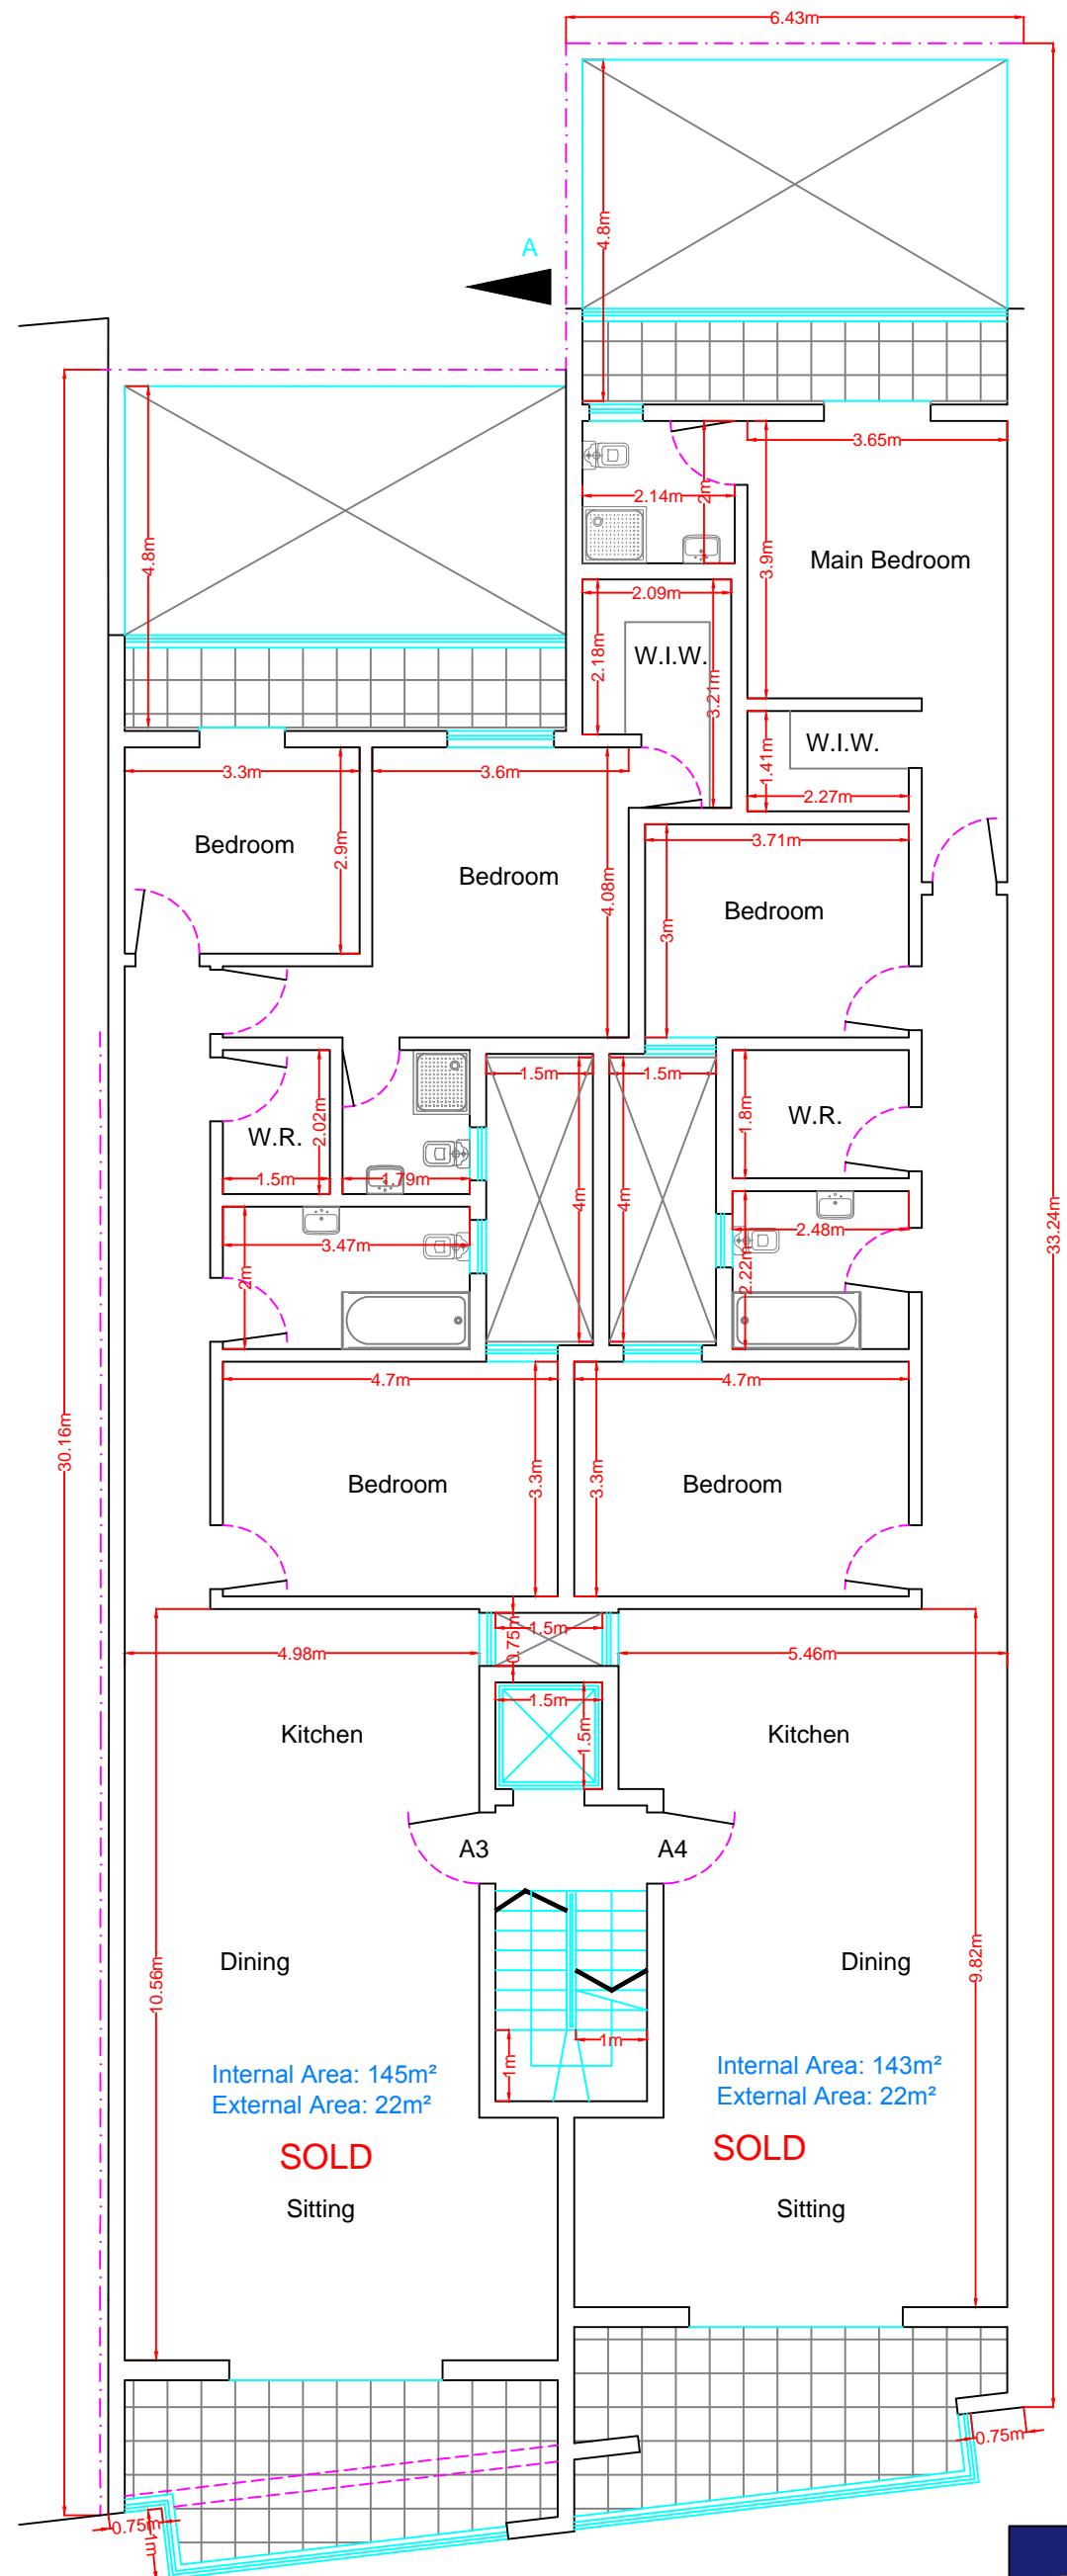 6.43m
4.8m
A
3.65m
2.14m
2m
3.9m
Main Bedroom
4.8m
2.09m
2.18m
W.I.W.
3.21m
W.I.W.
1.41m
2.27m
3.3m
3.6m
2.9m
Bedroom
Bedroom
4.08m
3.71m
3m
Bedroom
1.5m
1.5m
2.02m
W.R.
1.5m
1.79m
4m
4m
1.8m
W.R.
33.24m
3.47m
2m
2.48m
2.22m
4.7m
4.7m
30.16m
Bedroom
3.3m
3.3m
Bedroom
0.75m
1.5m
4.98m
5.46m
1.5m
1.5m
Kitchen
Kitchen
A3
A4
Dining
Dining
10.56m
9.82m
1m
1m
Internal Area: 145m²
External Area: 22m²
SOLD
Sitting
Internal Area: 143m²
External Area: 22m²
SOLD
Sitting
0.75m
0.75m
1m